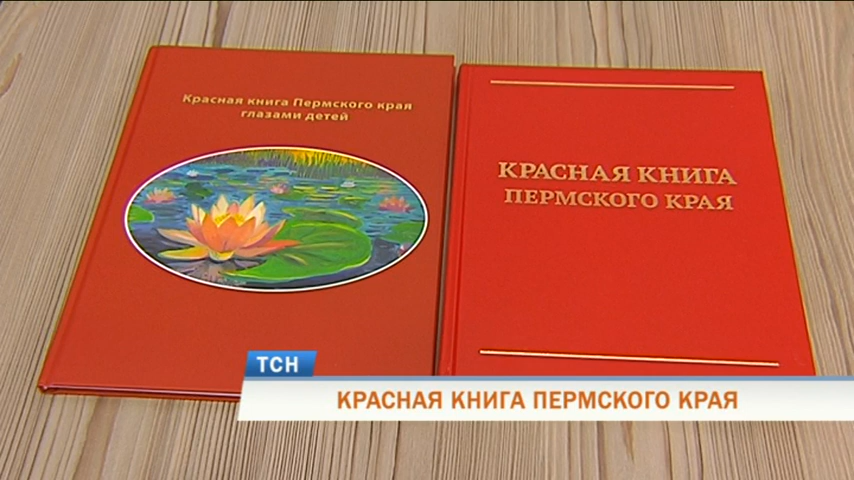 Красная книга Пермского края
глазами детей
КРАСНАЯ КНИГА
ПЕРМСКОГО КРАЯ
ТСН
КРАСНАЯ КНИГА ПЕРМСКОГО КРАЯ